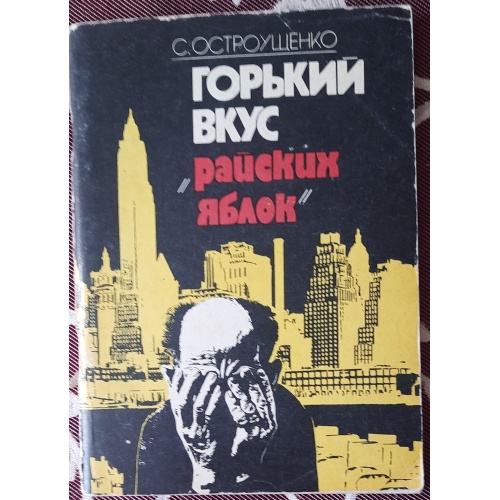 С. ОСТРОУЩЕНКО
ГОРЬКИЙ
ВКУС
"райских
яблок"